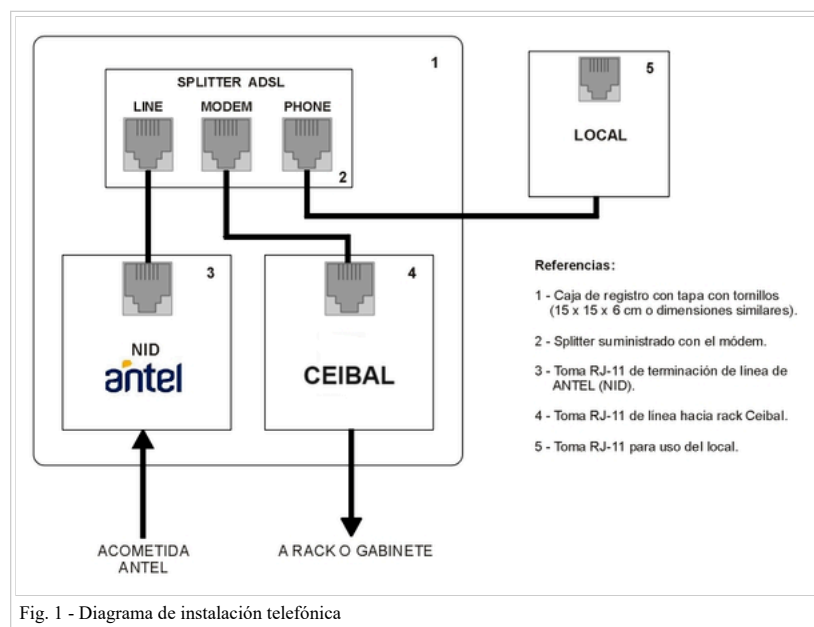 1
SPLITTER ADSL
LINE MODEM PHONE
2
5
LOCAL
3
NID
antel
4
CEIBAL
ACOMETIDA
ANTEL
A RACK O GABINETE
Referencias:
1 - Caja de registro con tapa con tornillos
(15 x 15 x 6 cm o dimensiones similares).
2 - Splitter suministrado con el módem.
3 - Toma RJ-11 de terminación de línea de
ANTEL (NID).
4 - Toma RJ-11 de línea hacia rack Ceibal.
5 - Toma RJ-11 para uso del local.
Fig. 1 - Diagrama de instalación telefónica